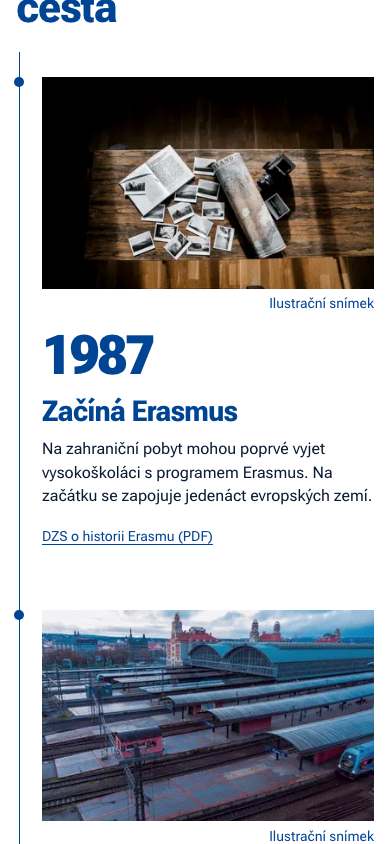 cesta
Ilustrační snímek
1987
Začíná Erasmus
Na zahraniční pobyt mohou poprvé vyjet
vysokoškoláci s programem Erasmus. Na
začátku se zapojuje jedenáct evropských zemí.
DZS o historii Erasmu (PDF)
Ilustrační snímek